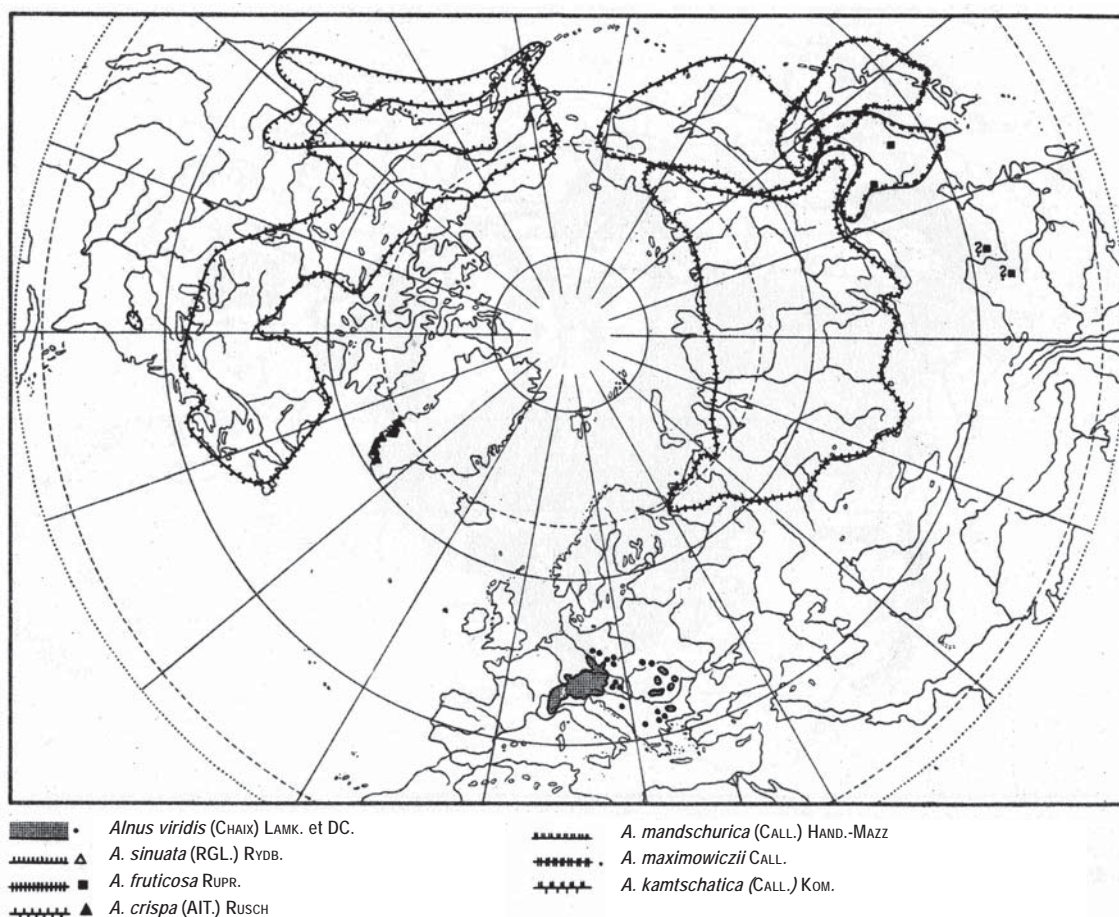 ?
?
Alnus viridis (CHAIX) LAMK. et DC.
A. sinuata (RGL.) RYDB.
A. fruticosa RUPR.
A. crispa (AIT.) RUSCH
A. mandschurica (CALL.) HAND.-MAZZ
A. maximowiczii CALL.
A. kamtschatica (CALL.) KOM.